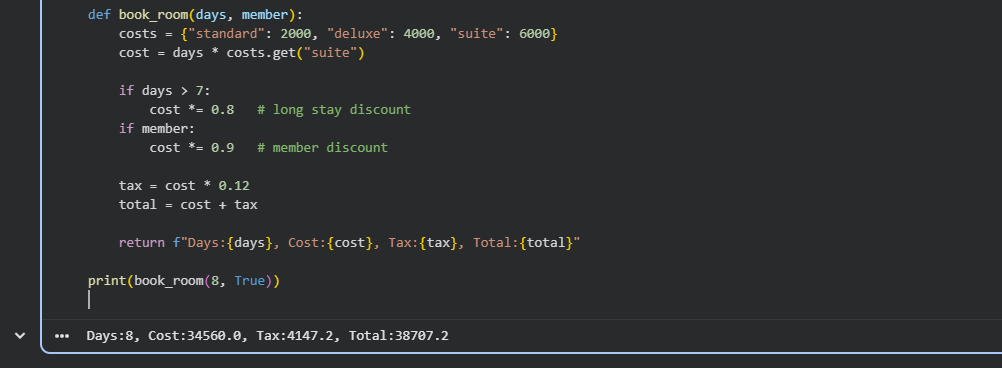 def book_room(days, member):
    costs = {"standard": 2000, "deluxe": 4000, "suite": 6000}
    cost = days * costs.get("suite")

    if days > 7:
        cost *= 0.8   # long stay discount
    if member:
        cost *= 0.9   # member discount

    tax = cost * 0.12
    total = cost + tax

    return f"Days:{days}, Cost:{cost}, Tax:{tax}, Total:{total}"

print(book_room(8, True))
Days:8, Cost:34560.0, Tax:4147.2, Total:38707.2